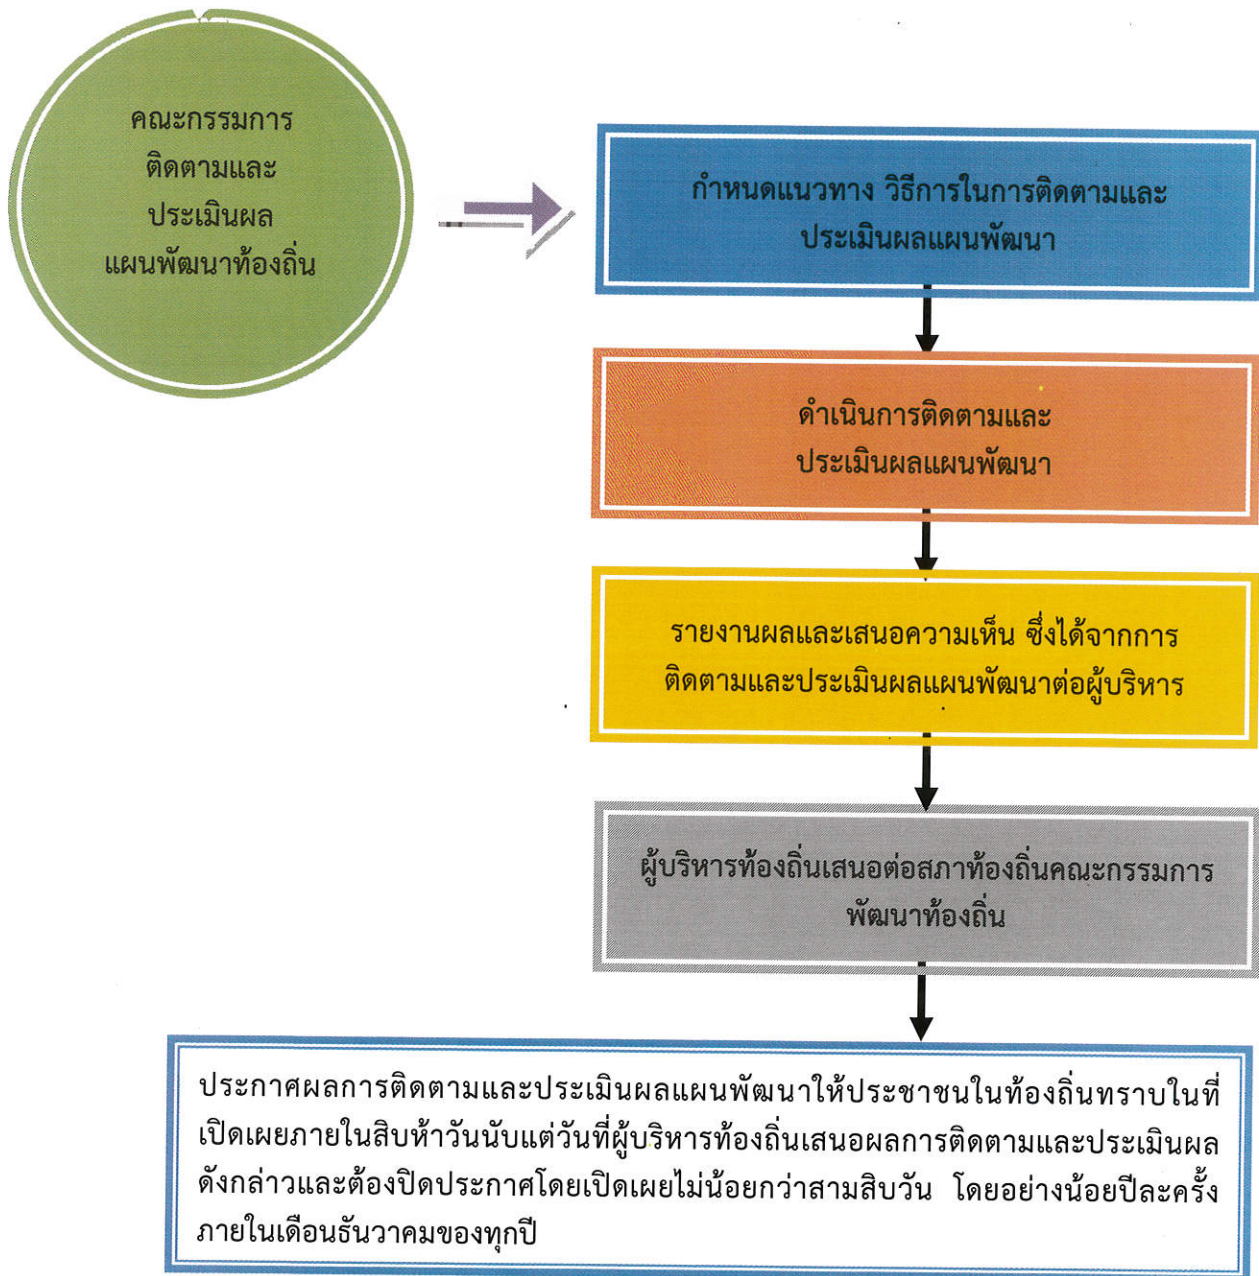 คณะกรรมการ
ติดตามและ
ประเมินผล
แผนพัฒนาท้องถิ่น
กำหนดแนวทาง วิธีการในการติดตามและ
ประเมินผลแผนพัฒนา
ดำเนินการติดตามและ
ประเมินผลแผนพัฒนา
รายงานผลและเสนอความเห็น ซึ่งได้จากการ
ติดตามและประเมินผลแผนพัฒนาต่อผู้บริหาร
ผู้บริหารท้องถิ่นเสนอต่อสภาท้องถิ่นคณะกรรมการ
พัฒนาท้องถิ่น
ประกาศผลการติดตามและประเมินผลแผนพัฒนาให้ประชาชนในท้องถิ่นทราบในที่
เปิดเผยภายในสิบห้าวันนับแต่วันที่ผู้บริหารท้องถิ่นเสนอผลการติดตามและประเมินผล
ดังกล่าวและต้องปิดประกาศโดยเปิดเผยไม่น้อยกว่าสามสิบวัน โดยอย่างน้อยปีละครั้ง
ภายในเดือนธันวาคมของทุกปี